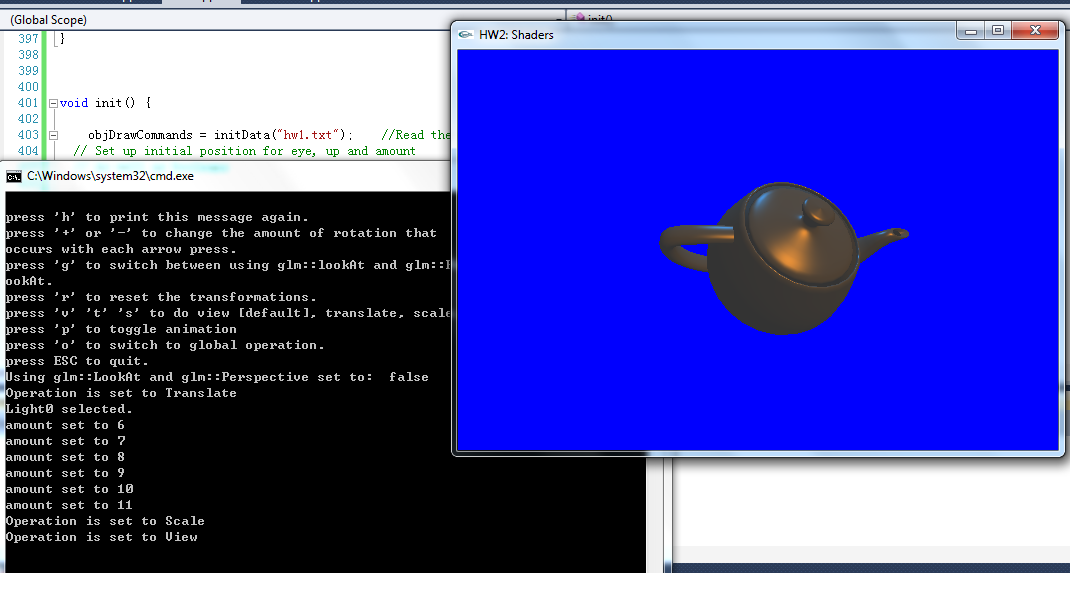 (Global Scope)
init()
HW2: Shaders
397 }
398
399
400
401 void init() {
402
403 objDrawCommands = initData("hw1.txt"); //Read the
404 // Set up initial position for eye, up and amount
C:\Windows\system32\cmd.exe
press 'h' to print this message again.
press '+' or '-' to change the amount of rotation that
occurs with each arrow press.
press 'g' to switch between using glm::lookAt and glm::
ookAt.
press 'r' to reset the transformations.
press 'v' 't' 's' to do view [default], translate, scale
press 'p' to toggle animation
press 'o' to switch to global operation.
press ESC to quit.
Using glm::LookAt and glm::Perspective set to: false
Operation is set to Translate
Light0 selected.
amount set to 6
amount set to 7
amount set to 8
amount set to 9
amount set to 10
amount set to 11
Operation is set to Scale
Operation is set to View